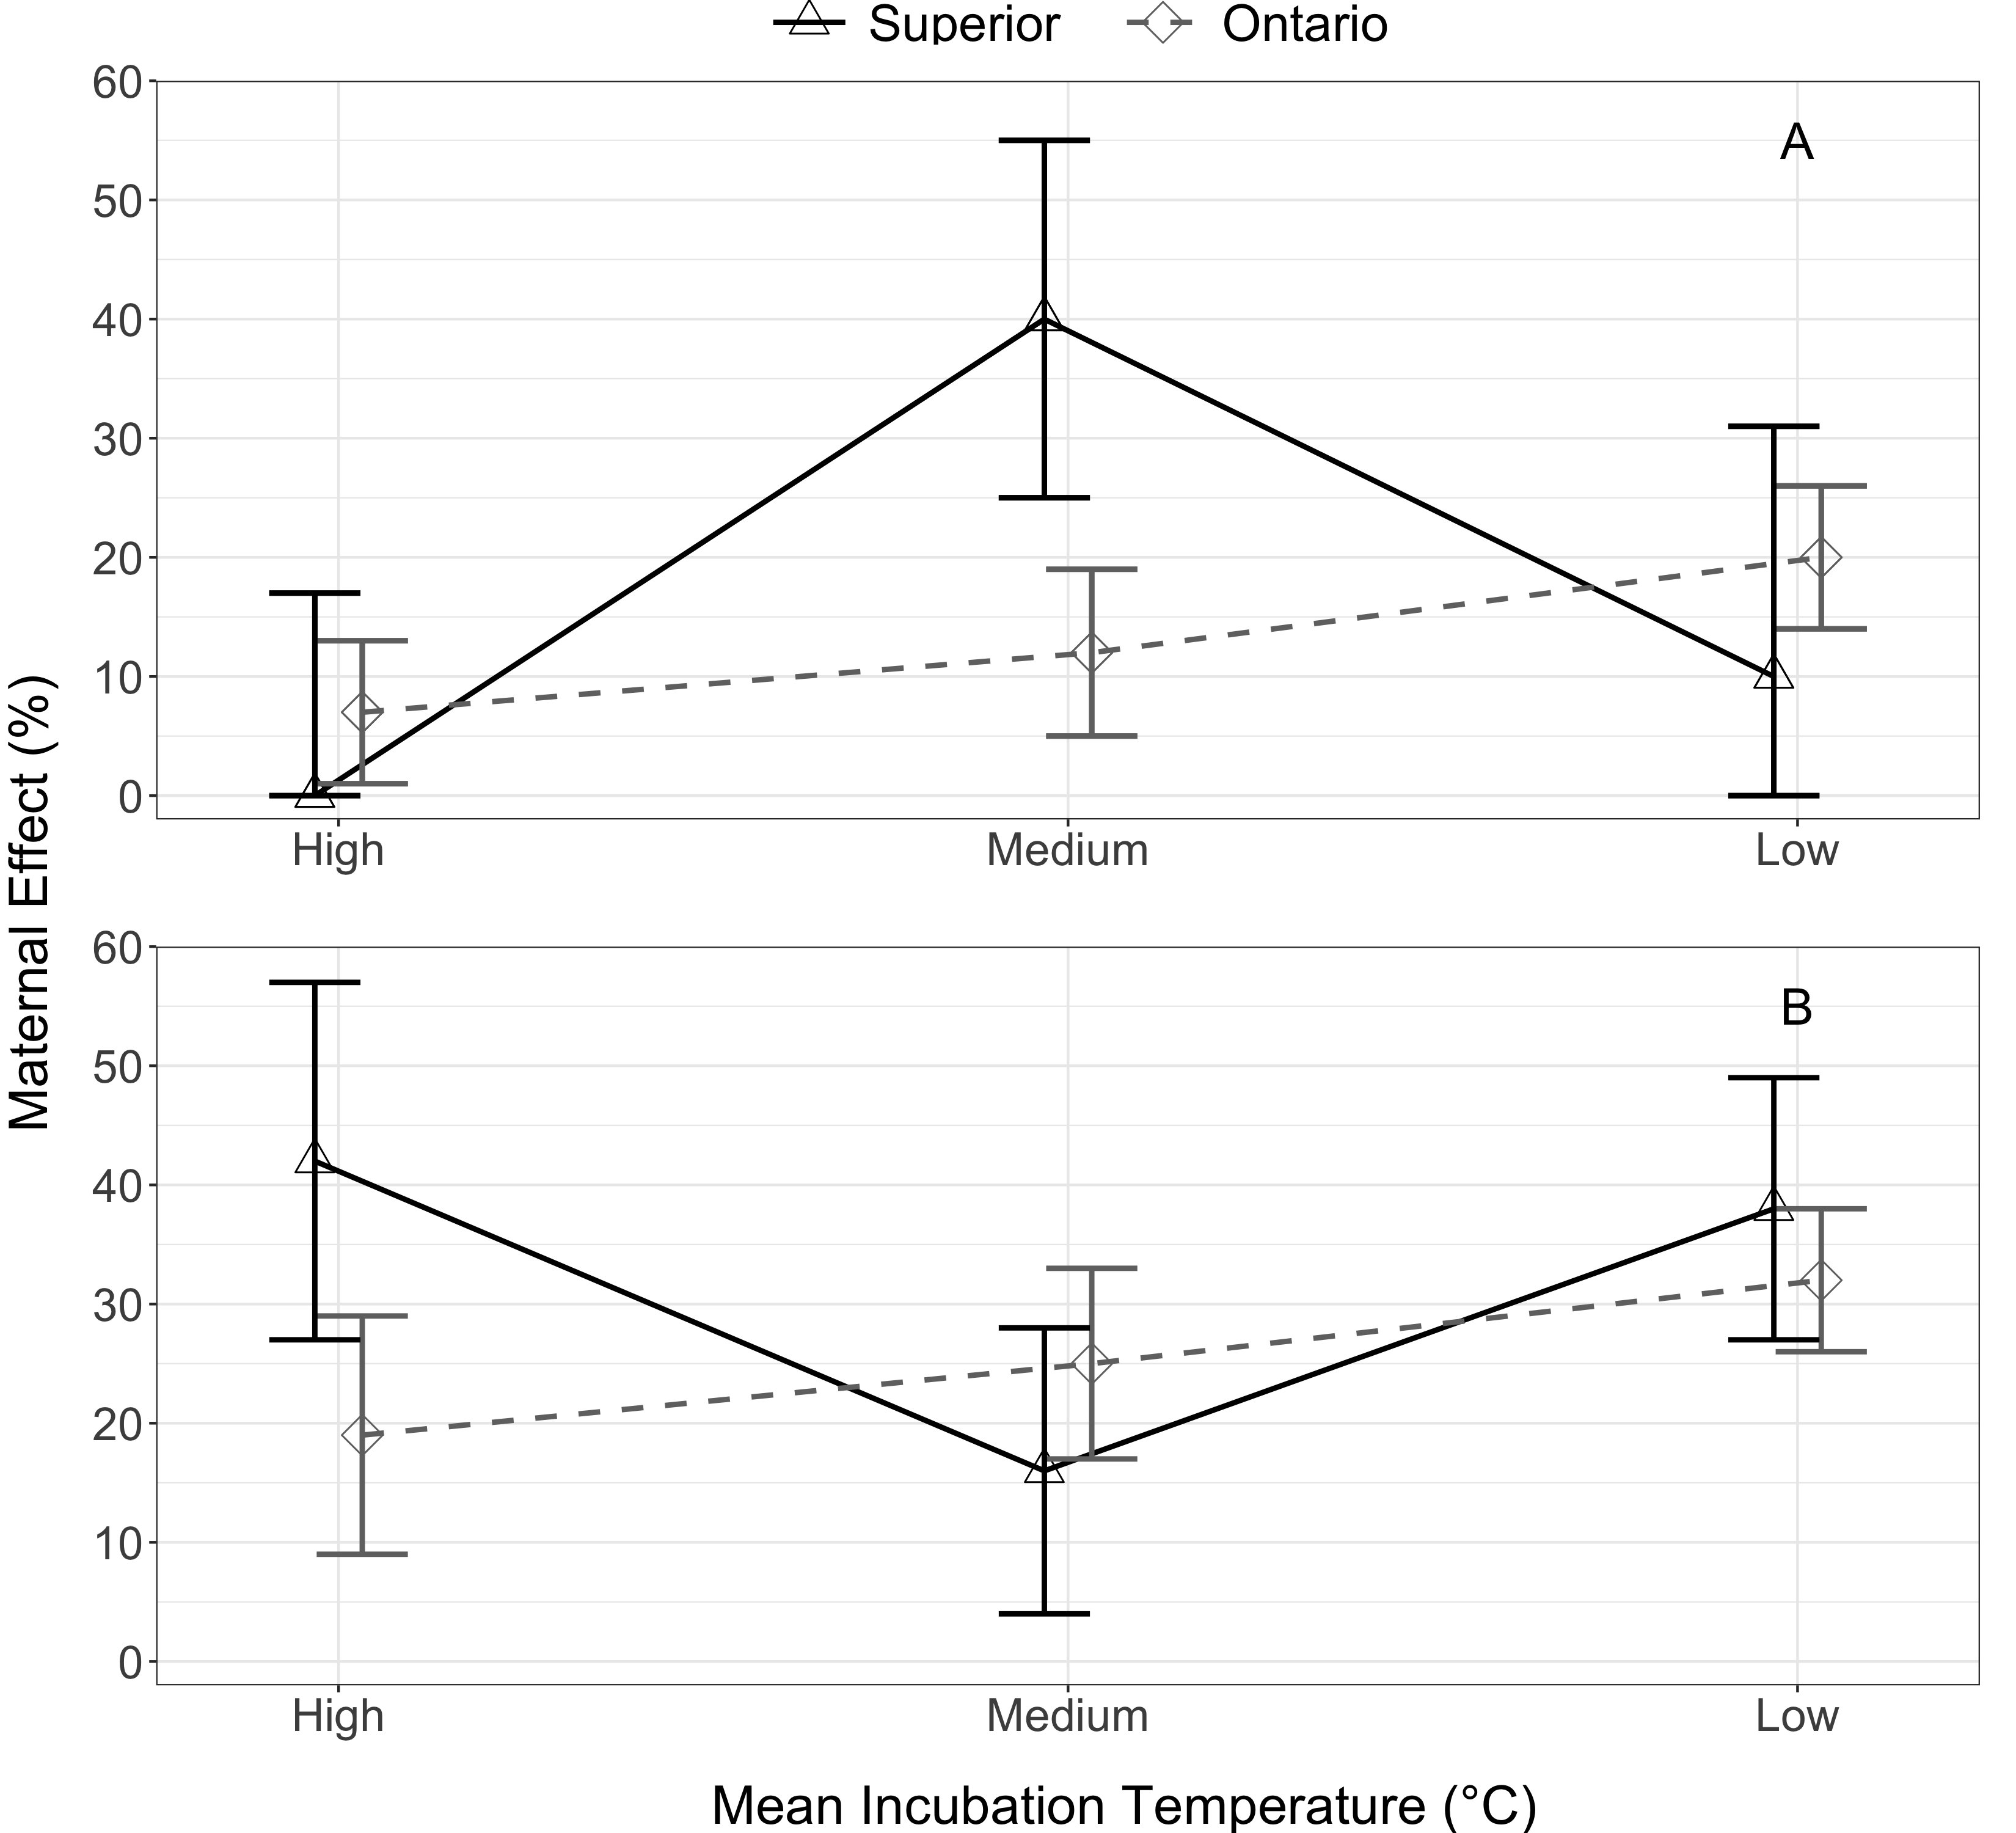 Superior Ontario
60
50
40
30
20
10
0
A
High Medium Low
Maternal Effect (%)
60
50
40
30
20
10
0
B
High Medium Low
Mean Incubation Temperature (°C)